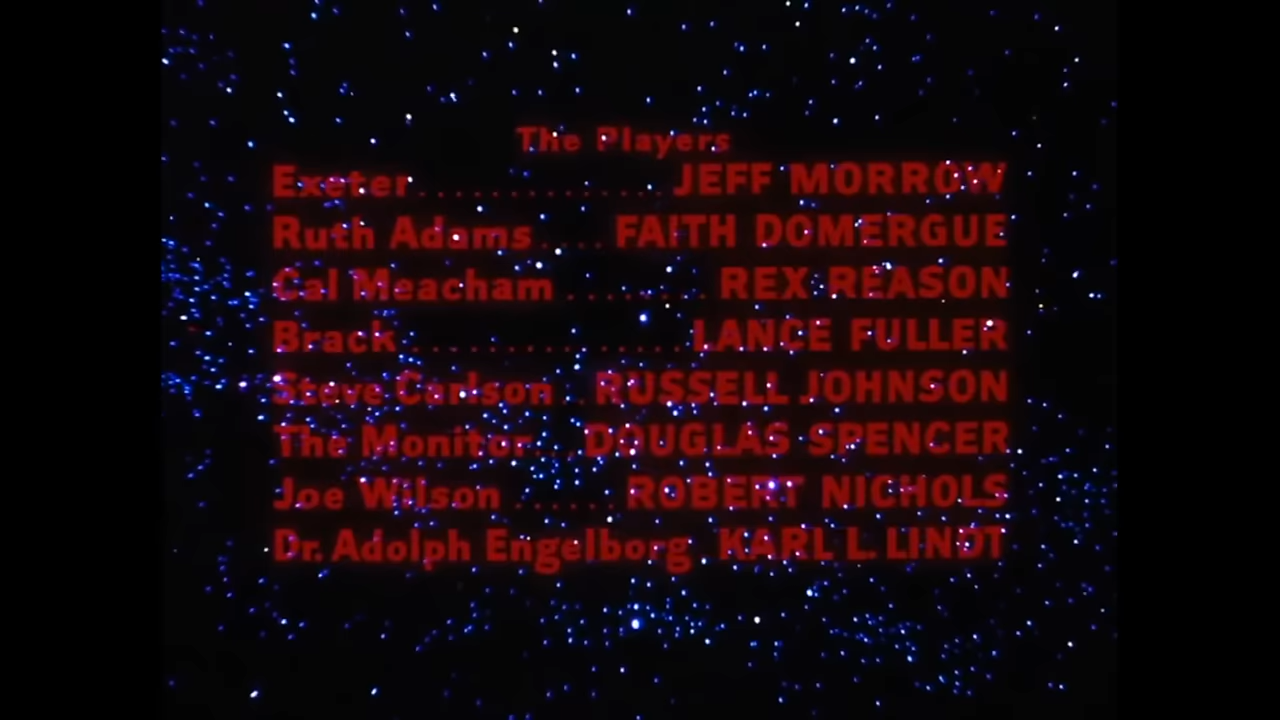 The Players
Exeter..............JEFF MORROW
Ruth Adams....FAITH DOMERGUE
Cal Meacham........REX REASON
Brack................LANCE FULLER
Steve Carlson..RUSSELL JOHNSON
The Monitor...DOUGLAS SPENCER
Joe Wilson......ROBERT NICHOLS
Dr. Adolph Engelborg KARL L. LINDT